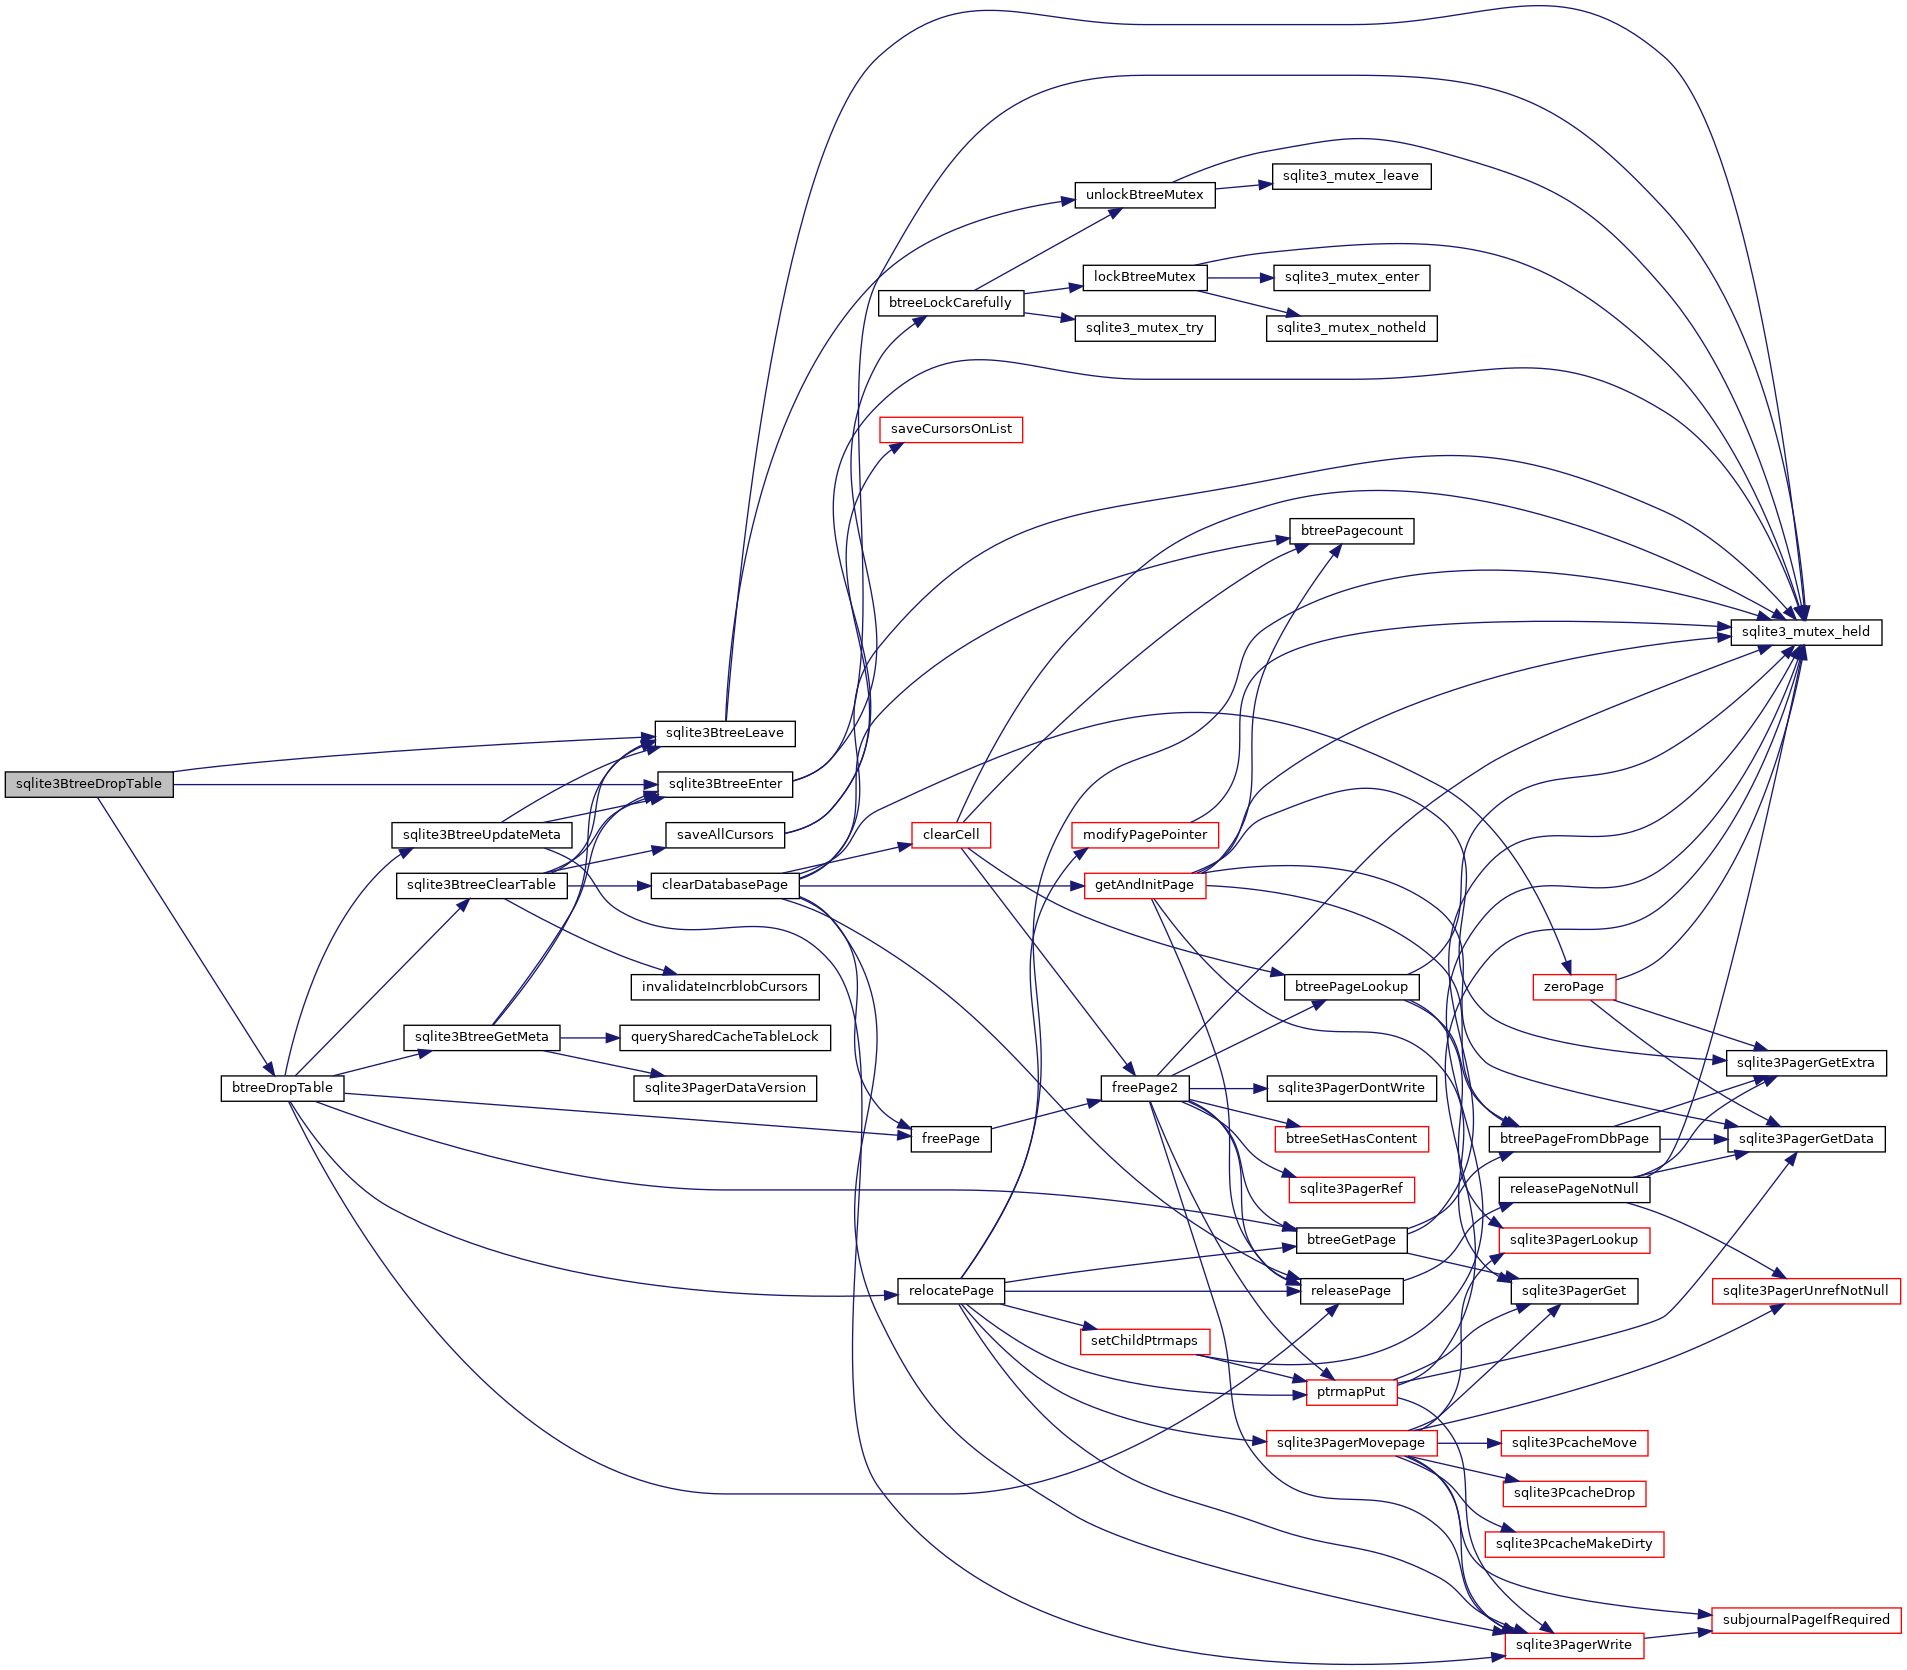 sqlite3BtreeDropTable
btreeDropTable
sqlite3BtreeUpdateMeta
sqlite3BtreeClearTable
sqlite3BtreeGetMeta
sqlite3BtreeLeave
sqlite3BtreeEnter
saveAllCursors
clearDatabasePage
invalidateIncrblobCursors
querySharedCacheTableLock
sqlite3PagerDataVersion
btreeLockCarefully
saveCursorsOnList
clearCell
freePage
relocatePage
unlockBtreeMutex
lockBtreeMutex
sqlite3_mutex_try
modifyPagePointer
getAndInitPage
freePage2
setChildPtrmaps
sqlite3_mutex_leave
sqlite3_mutex_enter
sqlite3_mutex_notheld
btreePagecount
btreePageLookup
sqlite3PagerDontWrite
btreeSetHasContent
sqlite3PagerRef
btreeGetPage
releasePage
ptrmapPut
sqlite3PagerMovepage
zeroPage
btreePageFromDbPage
releasePageNotNull
sqlite3PagerLookup
sqlite3PagerGet
sqlite3PcacheMove
sqlite3PcacheDrop
sqlite3PcacheMakeDirty
sqlite3PagerWrite
sqlite3_mutex_held
sqlite3PagerGetExtra
sqlite3PagerGetData
sqlite3PagerUnrefNotNull
subjournalPageIfRequired